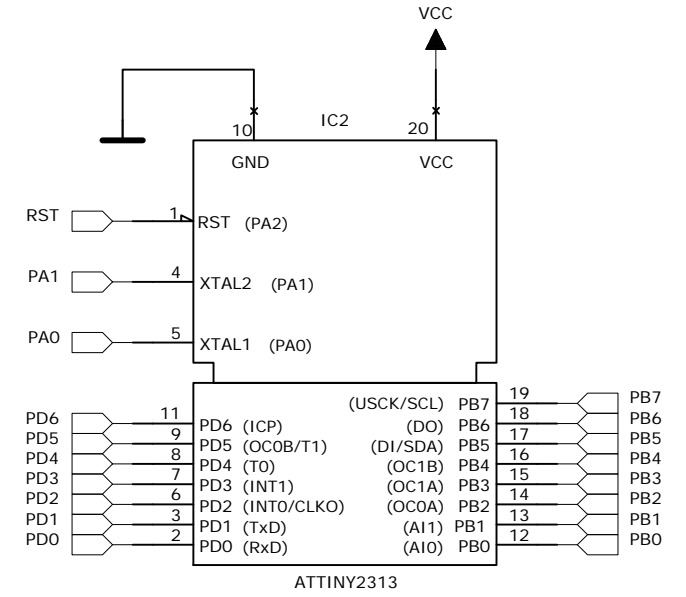 VCC
IC2
10 20
GND VCC
RST 1 RST (PA2)
PA1 4 XTAL2 (PA1)
PA0 5 XTAL1 (PA0)
(USCK/SCL) PB7 19 PB7
PD6 11 PD6 (ICP) (DO) PB6 18 PB6
PD5 9 PD5 (OC0B/T1) (DI/SDA) PB5 17 PB5
PD4 8 PD4 (T0) (OC1B) PB4 16 PB4
PD3 7 PD3 (INT1) (OC1A) PB3 15 PB3
PD2 6 PD2 (INT0/CLKO) (OC0A) PB2 14 PB2
PD1 3 PD1 (TxD) (AI1) PB1 13 PB1
PD0 2 PD0 (RxD) (AI0) PB0 12 PB0
ATTINY2313